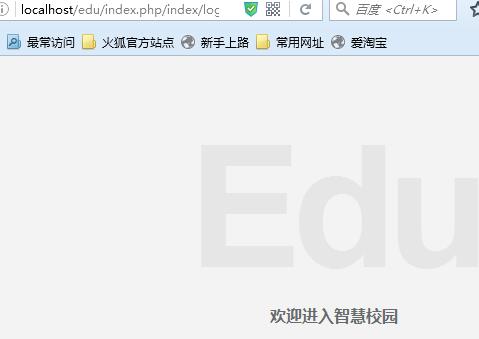 localhost/edu/index.php/index/log
百度 <Ctrl+K>
最常访问 火狐官方站点 新手上路 常用网址 爱淘宝
Edu
欢迎进入智慧校园